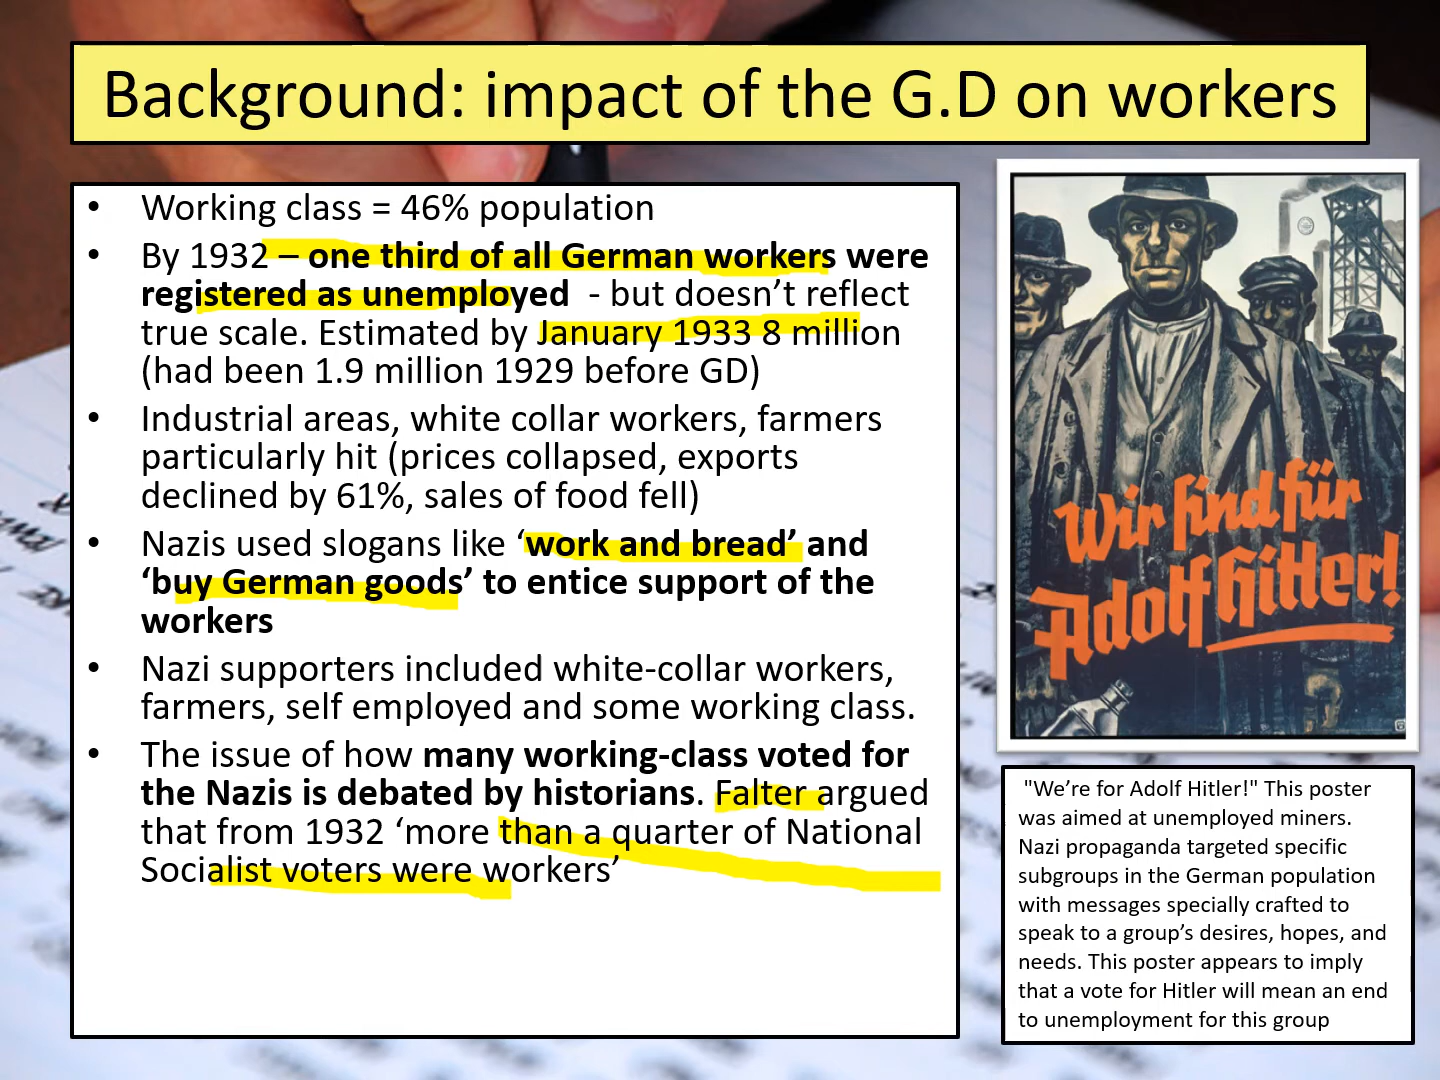 Background: impact of the G.D on workers
• Working class = 46% population
• By 1932 – one third of all German workers were
registered as unemployed - but doesn’t reflect
true scale. Estimated by January 1933 8 million
(had been 1.9 million 1929 before GD)
• Industrial areas, white collar workers, farmers
particularly hit (prices collapsed, exports
declined by 61%, sales of food fell)
• Nazis used slogans like ‘work and bread’ and
‘buy German goods’ to entice support of the
workers
• Nazi supporters included white-collar workers,
farmers, self employed and some working class.
• The issue of how many working-class voted for
the Nazis is debated by historians. Falter argued
that from 1932 ‘more than a quarter of National
Socialist voters were workers’
Wir sind für
Adolf Hitler!
"We’re for Adolf Hitler!" This poster
was aimed at unemployed miners.
Nazi propaganda targeted specific
subgroups in the German population
with messages specially crafted to
speak to a group’s desires, hopes, and
needs. This poster appears to imply
that a vote for Hitler will mean an end
to unemployment for this group